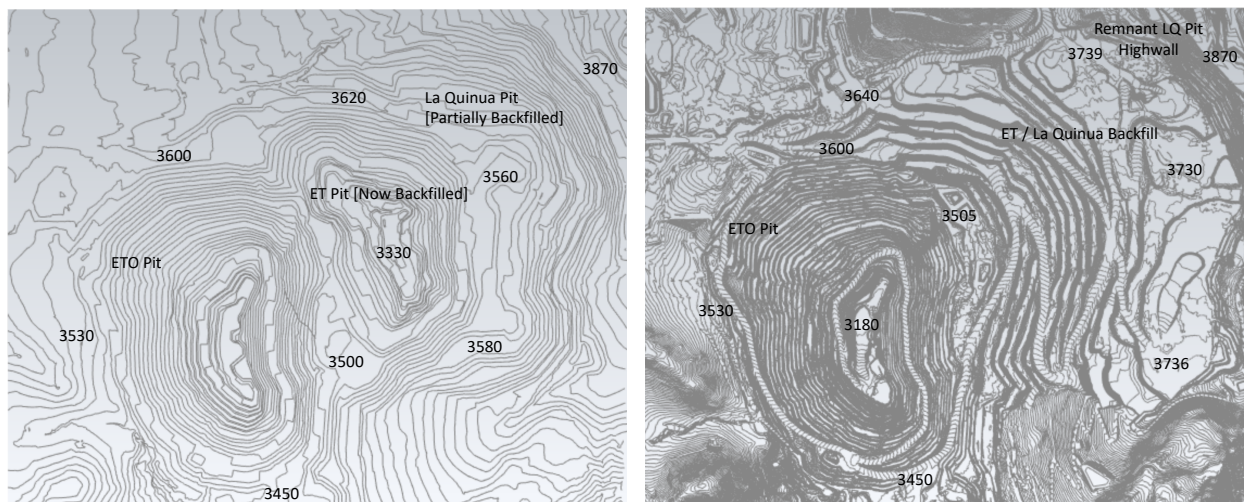 3870
3620
La Quinua Pit
[Partially Backfilled]
3600
3560
ET Pit [Now Backfilled]
3330
ETO Pit
3530
3500
3580
3450
Remnant LQ Pit
Highwall
3739
3870
3640
ET / La Quinua Backfill
3600
3730
3505
ETO Pit
3530
3180
3736
3450